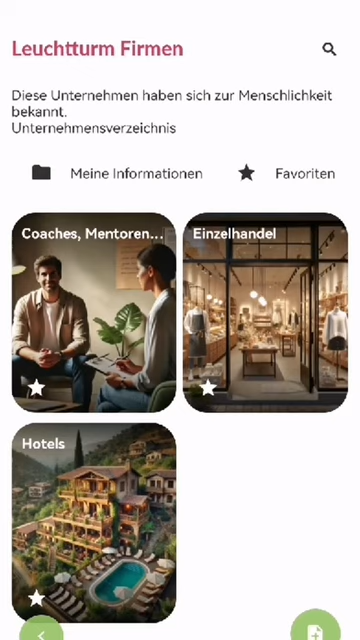 Leuchtturm Firmen
Diese Unternehmen haben sich zur Menschlichkeit
bekannt.
Unternehmensverzeichnis
Meine Informationen
Favoriten
Coaches, Mentoren...
Einzelhandel
Hotels